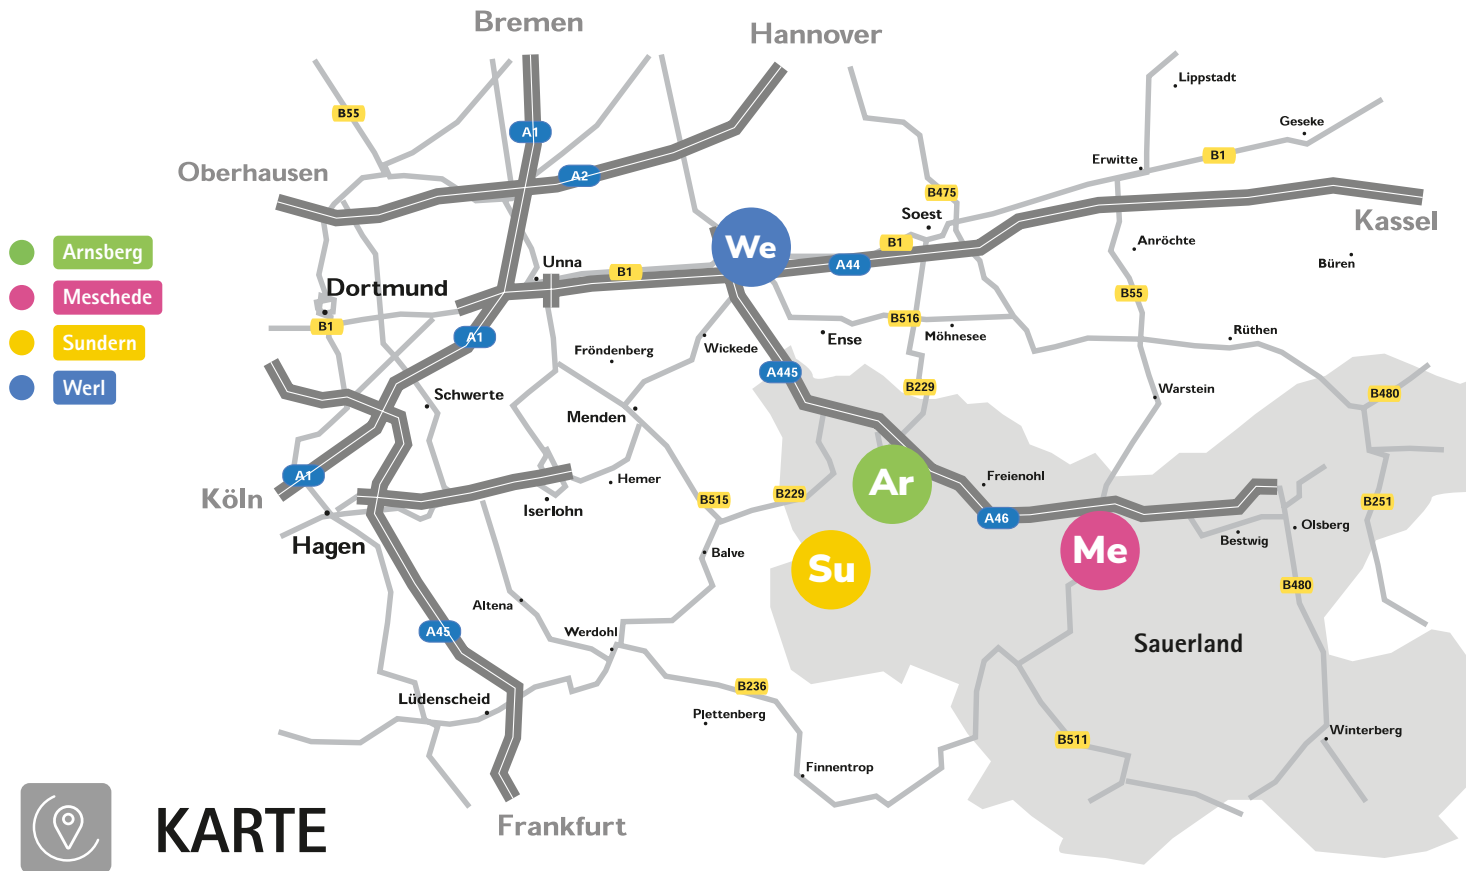 Bremen
Hannover
Lippstadt
B55
Geseke
A1
B1
Erwitte
Oberhausen
A2
B475
Soest
Kassel
Arnsberg
We
B1
Anröchte
Unna
B1
A44
Büren
Meschede
Dortmund
B55
B1
B516
Sundern
A1
Ense
Möhnesee
Rüthen
Fröndenberg
Wickede
A445
Werl
Schwerte
B229
Warstein
B480
Menden
A1
Ar
Freienohl
Köln
Hemer
B229
B515
B251
Iserlohn
A46
Olsberg
Hagen
Bestwig
Balve
Su
Me
B480
Altena
A45
Werdohl
Sauerland
B236
Lüdenscheid
Plettenberg
B511
Winterberg
Finnentrop
KARTE
Frankfurt